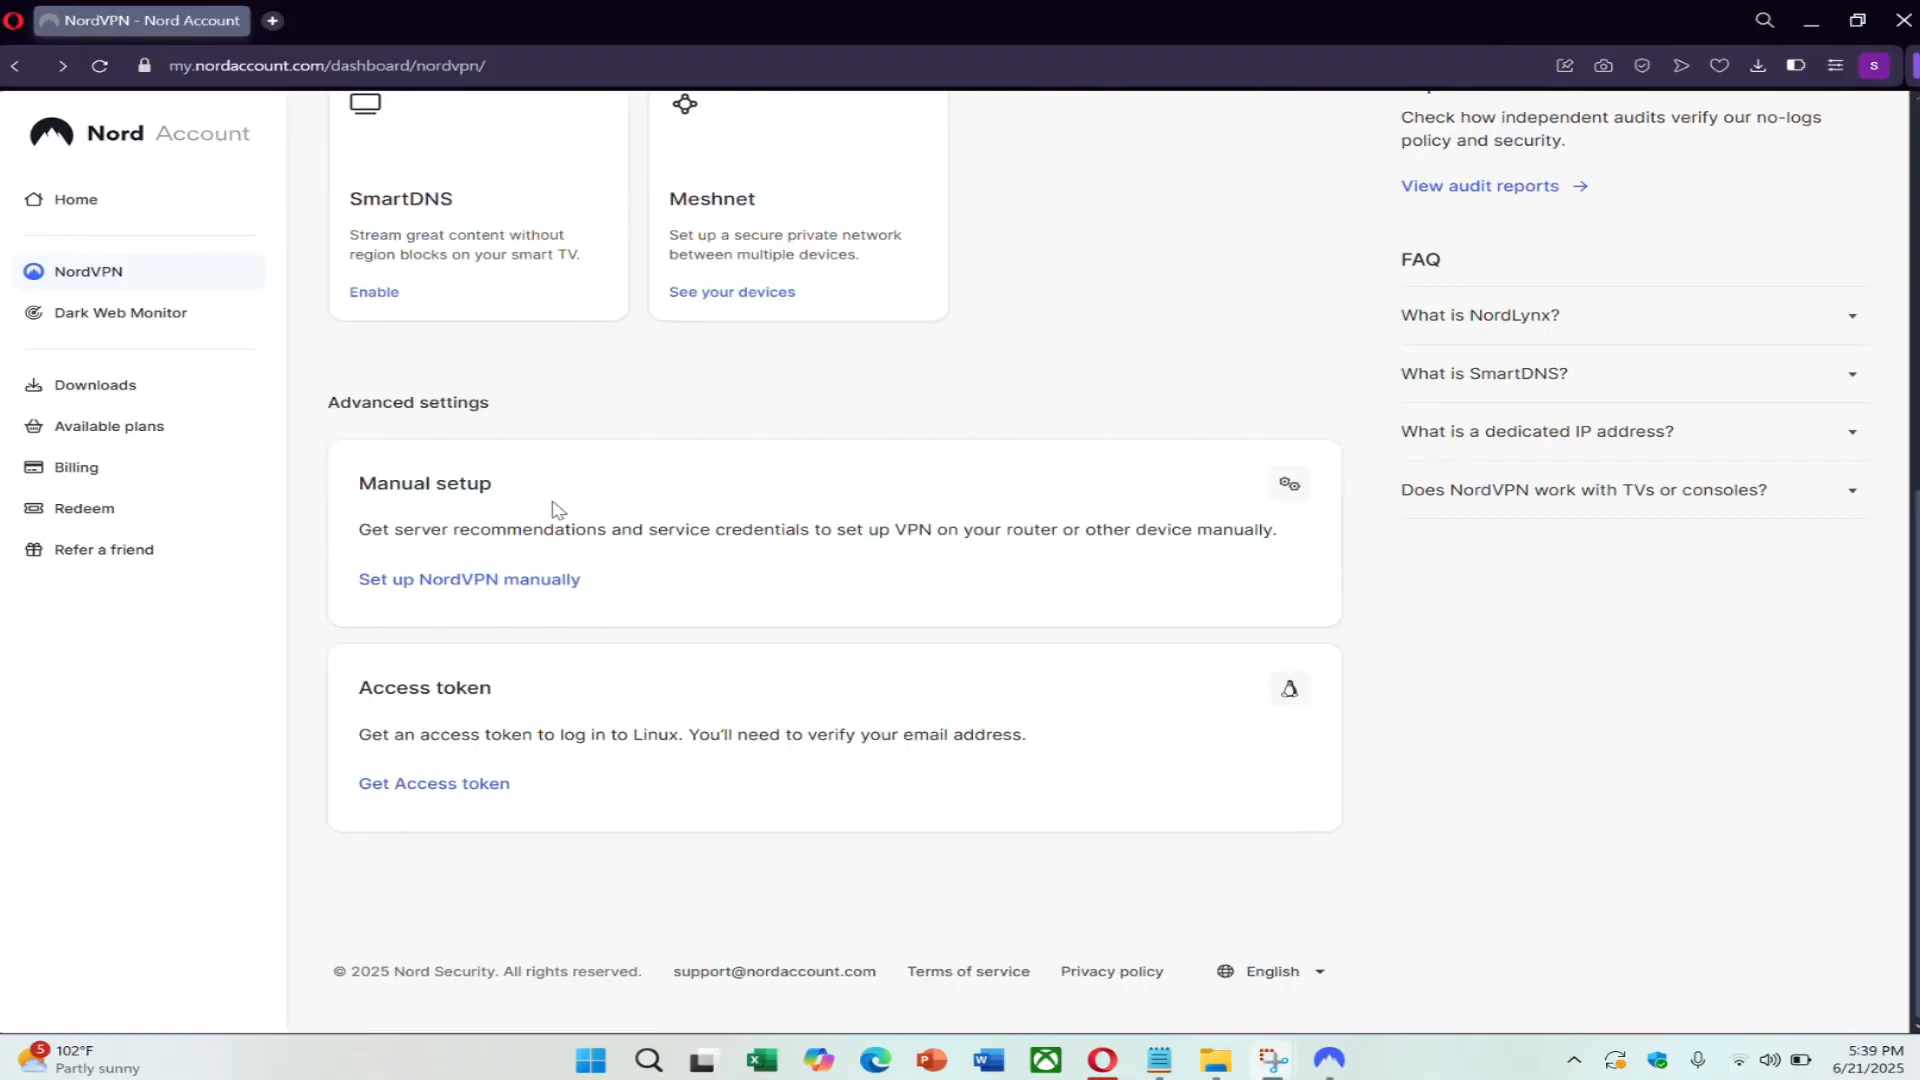 NordVPN - Nord Account
my.nordaccount.com/dashboard/nordvpn/
S
Nord Account
Home
NordVPN
Dark Web Monitor
Downloads
Available plans
Billing
Redeem
Refer a friend
SmartDNS
Stream great content without
region blocks on your smart TV.
Enable
Meshnet
Set up a secure private network
between multiple devices.
See your devices
Advanced settings
Manual setup
Get server recommendations and service credentials to set up VPN on your router or other device manually.
Set up NordVPN manually
Access token
Get an access token to log in to Linux. You'll need to verify your email address.
Get Access token
Check how independent audits verify our no-logs
policy and security.
View audit reports
FAQ
What is NordLynx?
What is SmartDNS?
What is a dedicated IP address?
Does NordVPN work with TVs or consoles?
© 2025 Nord Security. All rights reserved.
support@nordaccount.com
Terms of service
Privacy policy
English
5
102°F
Partly sunny
5:39 PM
6/21/2025